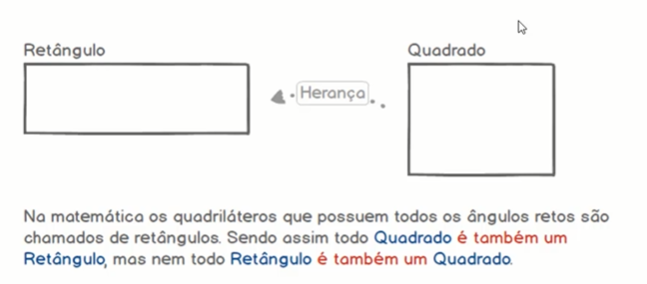 Retângulo
Quadrado
Herança
Na matemática os quadriláteros que possuem todos os ângulos retos são
chamados de retângulos. Sendo assim todo Quadrado é também um
Retângulo, mas nem todo Retângulo é também um Quadrado.